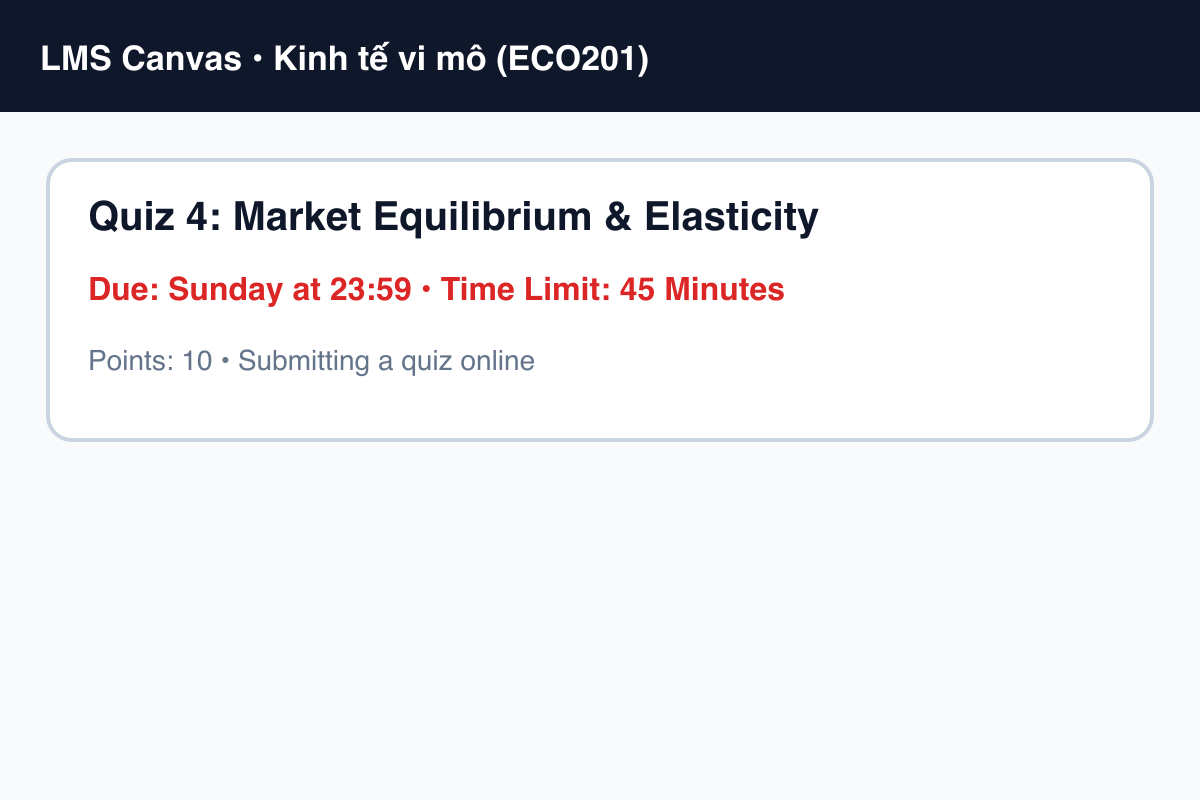 LMS Canvas • Kinh tế vi mô (ECO201)
Quiz 4: Market Equilibrium & Elasticity
Due: Sunday at 23:59 • Time Limit: 45 Minutes
Points: 10 • Submitting a quiz online